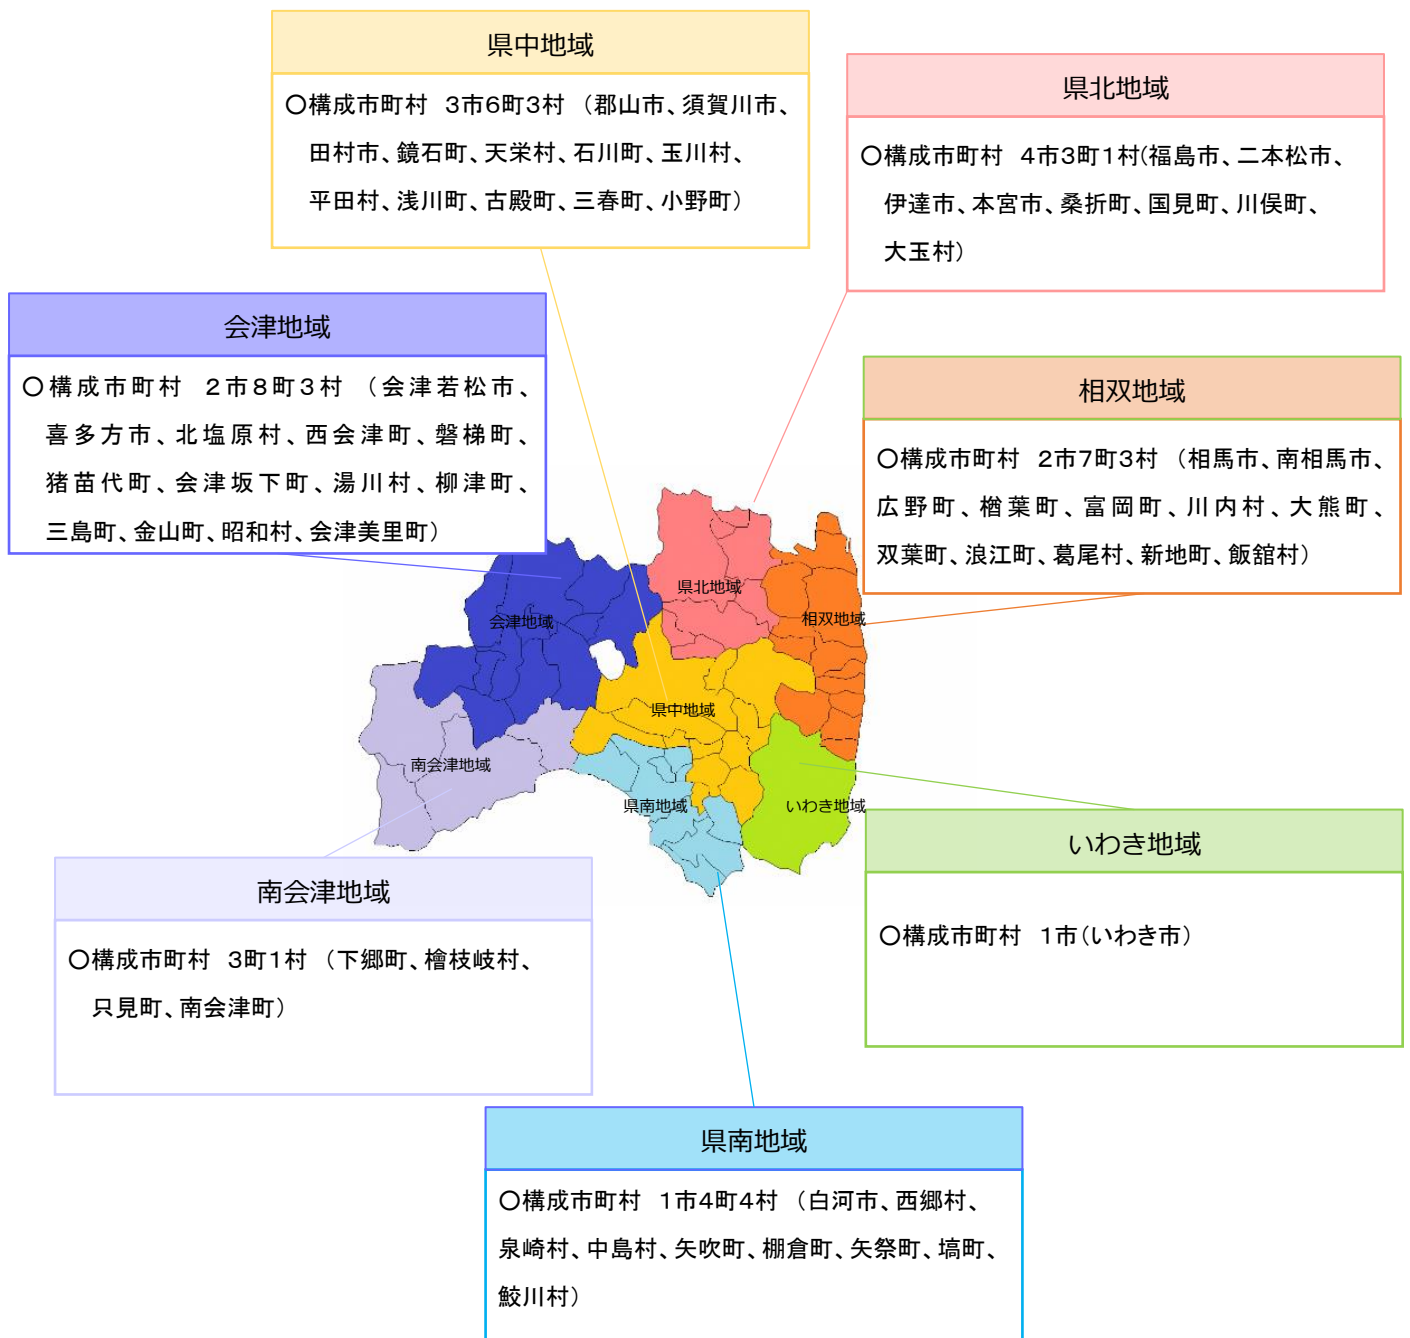 県中地域
○構成市町村 3市6町3村 （郡山市、須賀川市、
田村市、鏡石町、天栄村、石川町、玉川村、
平田村、浅川町、古殿町、三春町、小野町）
県北地域
○構成市町村 4市3町1村(福島市、二本松市、
伊達市、本宮市、桑折町、国見町、川俣町、
大玉村）
会津地域
○構成市町村 2市8町3村 （会津若松市、
喜多方市、北塩原村、西会津町、磐梯町、
猪苗代町、会津坂下町、湯川村、柳津町、
三島町、金山町、昭和村、会津美里町）
相双地域
○構成市町村 2市7町3村 （相馬市、南相馬市、
広野町、楢葉町、富岡町、川内村、大熊町、
双葉町、浪江町、葛尾村、新地町、飯舘村）
県北地域
会津地域
相双地域
県中地域
南会津地域
県南地域
いわき地域
いわき地域
○構成市町村 1市(いわき市）
南会津地域
○構成市町村 3町1村 （下郷町、檜枝岐村、
只見町、南会津町）
県南地域
○構成市町村 1市4町4村 （白河市、西郷村、
泉崎村、中島村、矢吹町、棚倉町、矢祭町、塙町、
鮫川村）